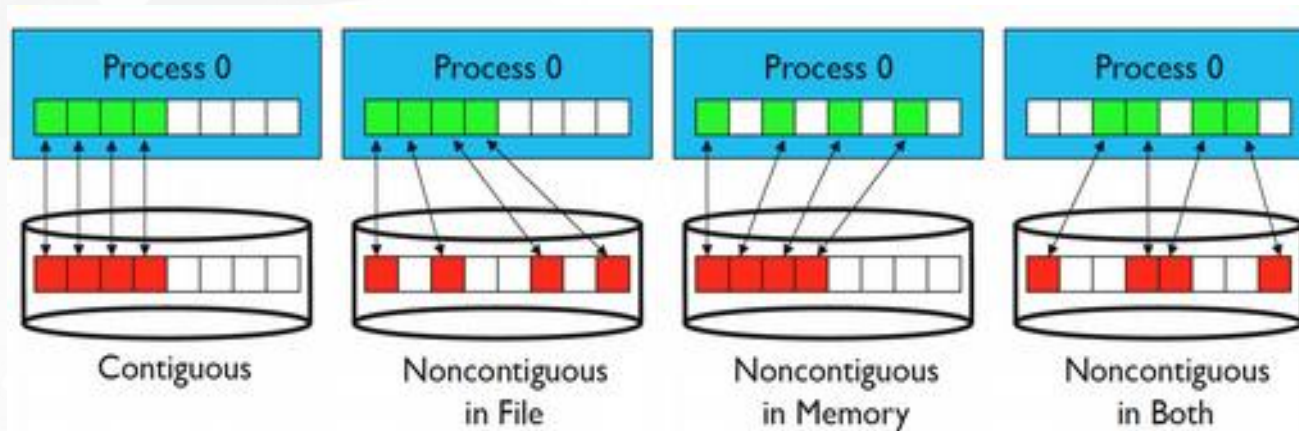 Process 0
Process 0
Process 0
Process 0
Contiguous
Noncontiguous
in File
Noncontiguous
in Memory
Noncontiguous
in Both